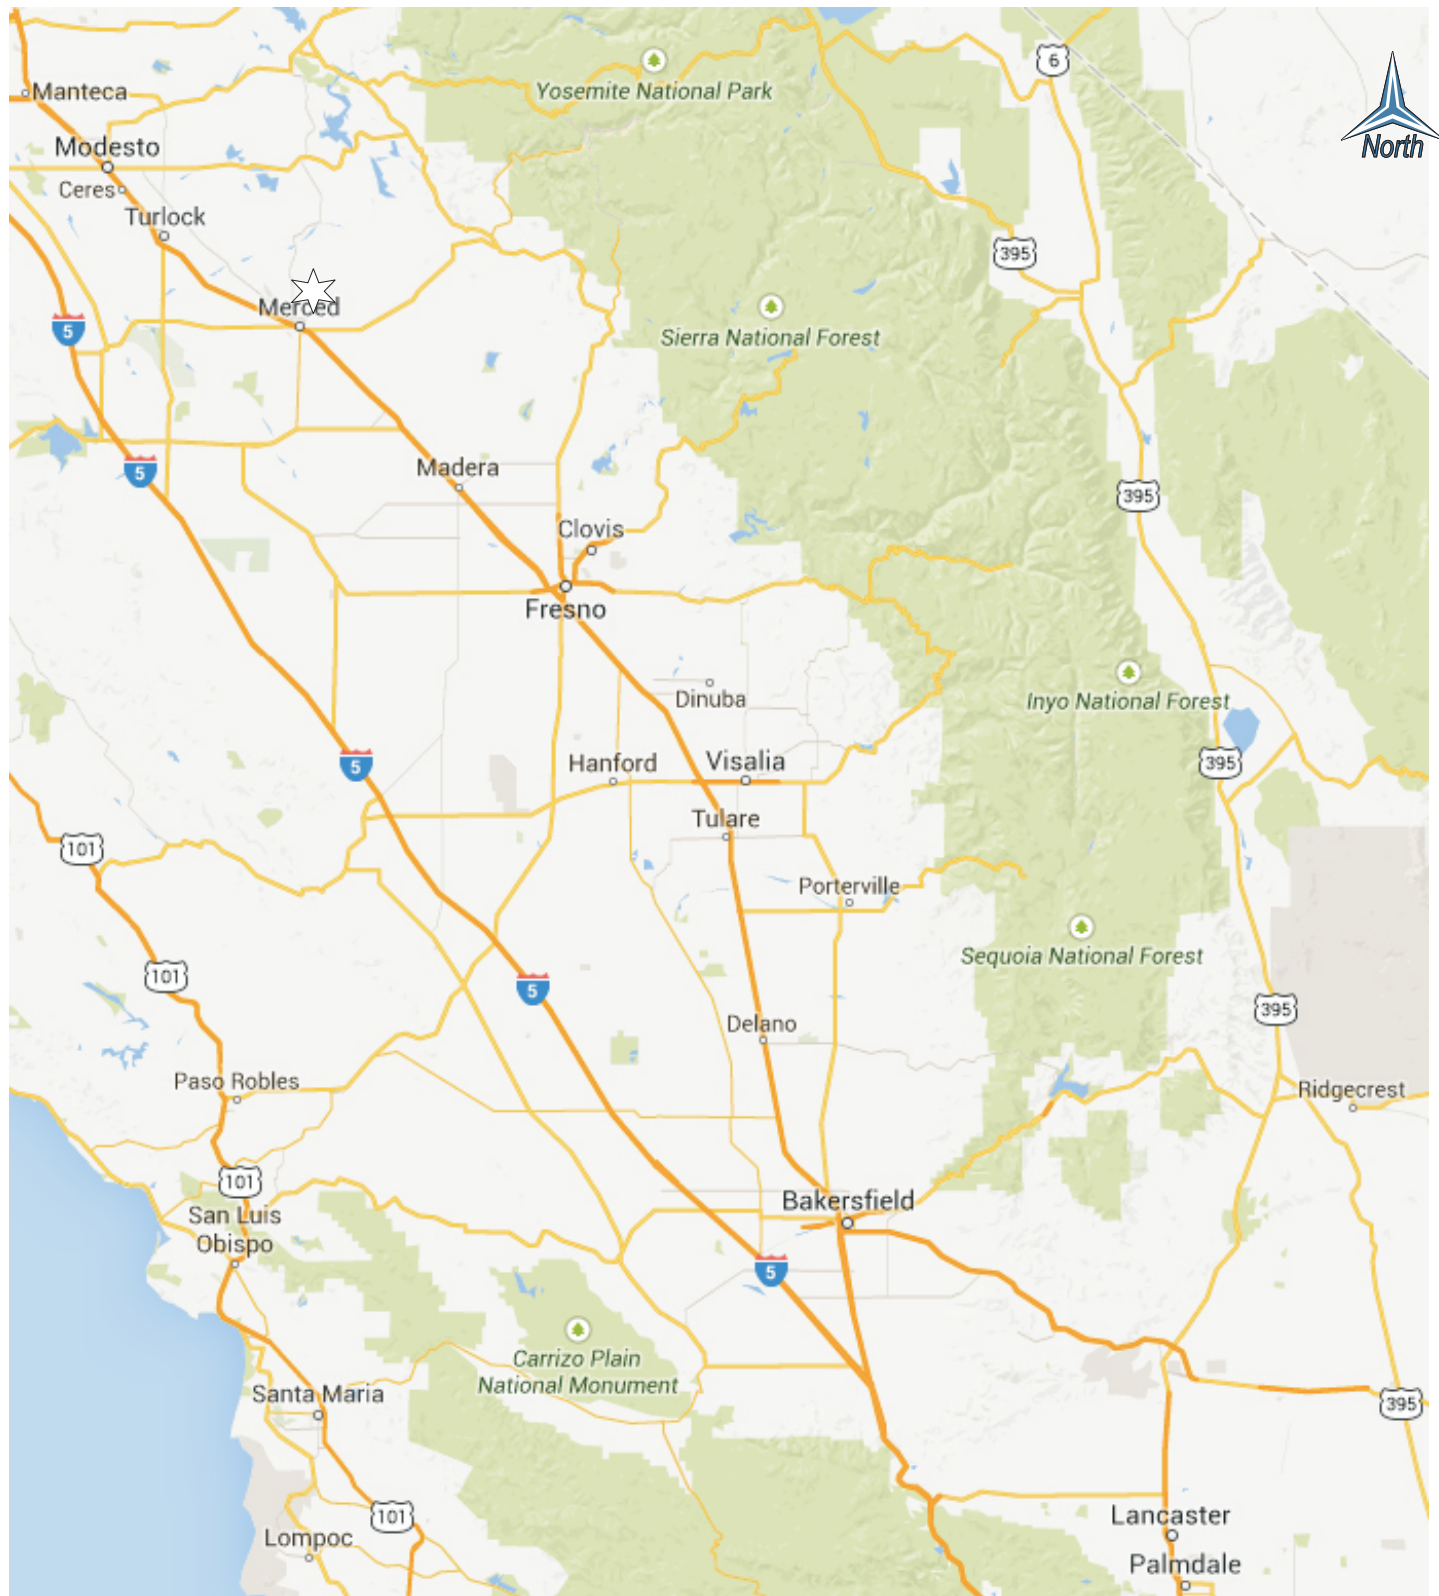 6
Yosemite National Park
Manteca
North
Modesto
Ceres
Turlock
395
Merced
Sierra National Forest
5
Madera
5
395
Clovis
Fresno
Dinuba
Inyo National Forest
Hanford
Visalia
5
395
Tulare
101
Porterville
Sequoia National Forest
101
5
395
Delano
Paso Robles
Ridgecrest
101
Bakersfield
San Luis
Obispo
5
Carrizo Plain
National Monument
Santa Maria
395
101
Lancaster
Lompoc
Palmdale